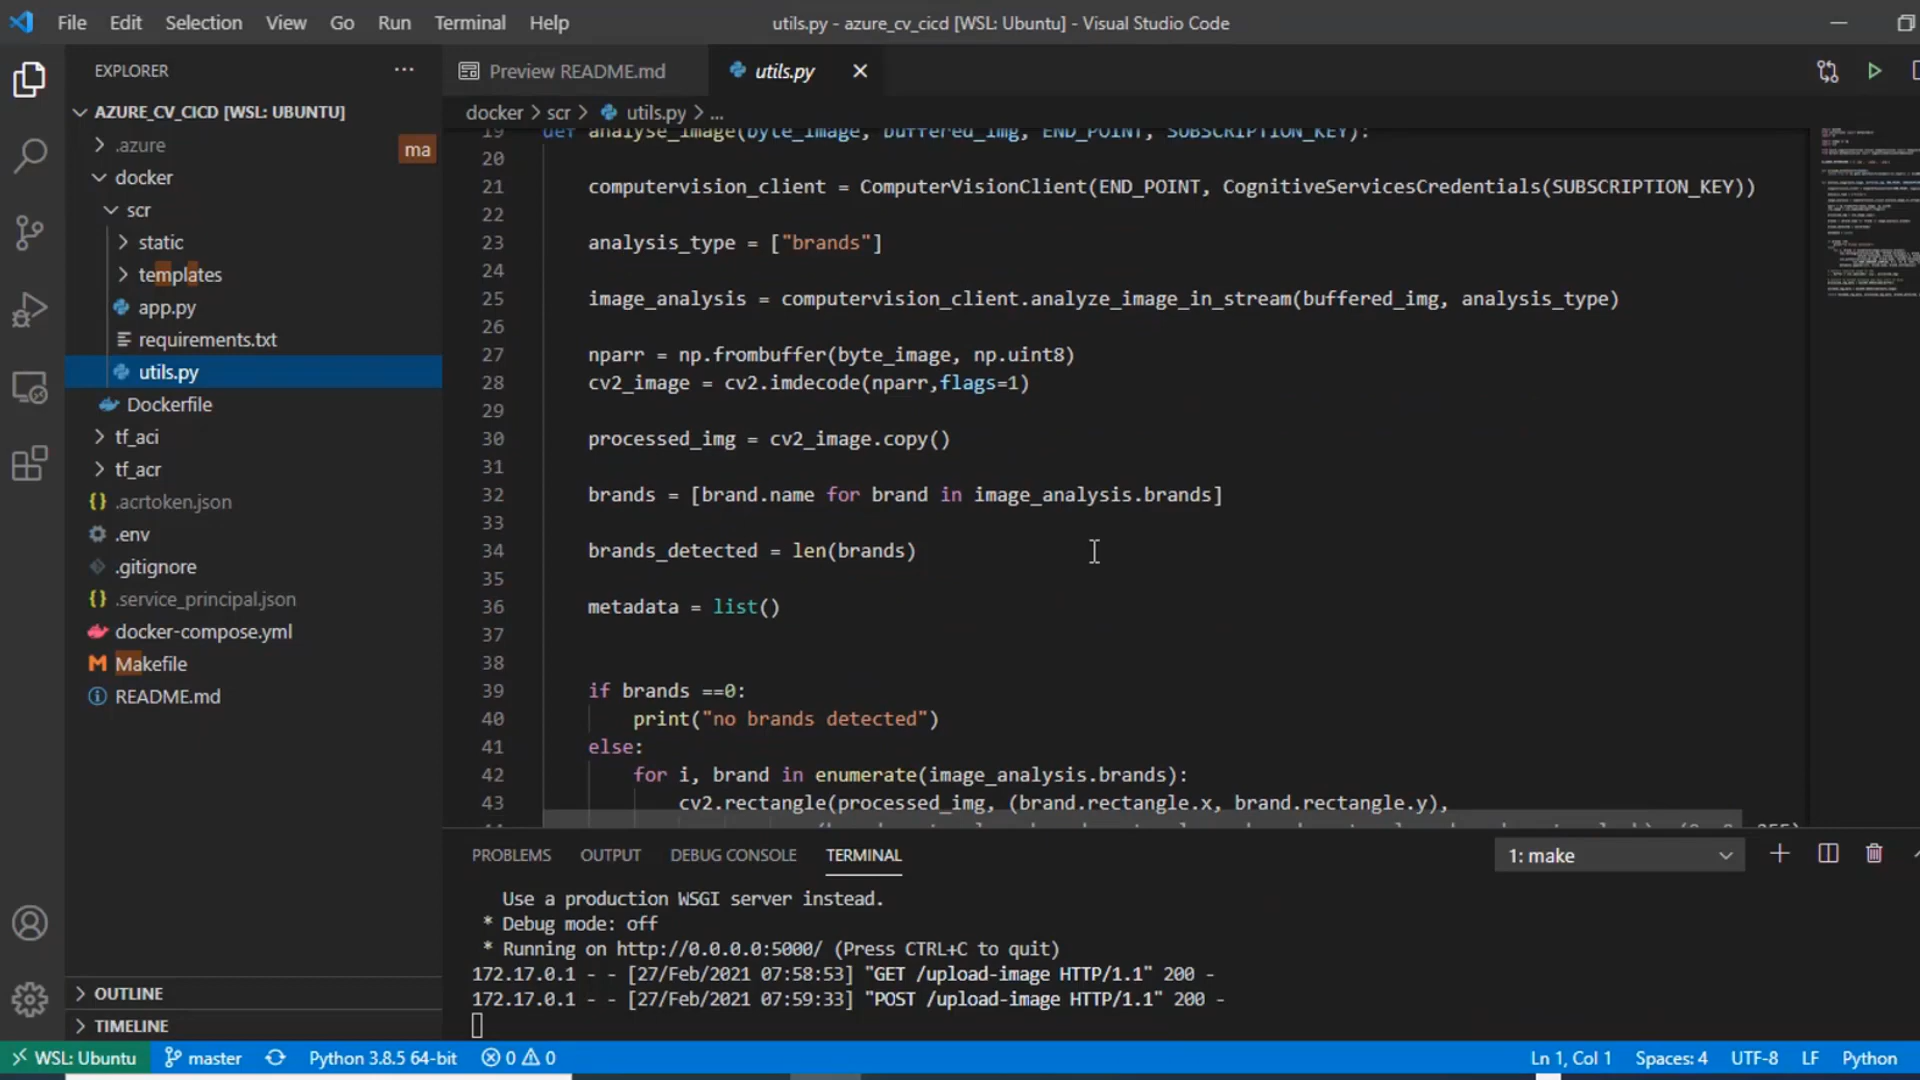 File Edit Selection View Go Run Terminal Help
utils.py - azure_cv_cicd [WSL: Ubuntu] - Visual Studio Code
EXPLORER
Preview README.md
utils.py
AZURE_CV_CICD [WSL: UBUNTU]
docker > scr > utils.py > ...
.azure
ma
docker
scr
static
templates
app.py
requirements.txt
utils.py
Dockerfile
tf_aci
tf_acr
.acrtoken.json
.env
.gitignore
.service_principal.json
docker-compose.yml
Makefile
README.md
OUTLINE
TIMELINE
19 def analyse_image(byte_image, buffered_img, END_POINT, SUBSCRIPTION_KEY):
20
21 computervision_client = ComputerVisionClient(END_POINT, CognitiveServicesCredentials(SUBSCRIPTION_KEY))
22
23 analysis_type = ["brands"]
24
25 image_analysis = computervision_client.analyze_image_in_stream(buffered_img, analysis_type)
26
27 nparr = np.frombuffer(byte_image, np.uint8)
28 cv2_image = cv2.imdecode(nparr,flags=1)
29
30 processed_img = cv2_image.copy()
31
32 brands = [brand.name for brand in image_analysis.brands]
33
34 brands_detected = len(brands)
35
36 metadata = list()
37
38
39 if brands ==0:
40 print("no brands detected")
41 else:
42 for i, brand in enumerate(image_analysis.brands):
43 cv2.rectangle(processed_img, (brand.rectangle.x, brand.rectangle.y),
PROBLEMS OUTPUT DEBUG CONSOLE TERMINAL
1: make
Use a production WSGI server instead.
* Debug mode: off
* Running on http://0.0.0.0:5000/ (Press CTRL+C to quit)
172.17.0.1 - - [27/Feb/2021 07:58:53] "GET /upload-image HTTP/1.1" 200 -
172.17.0.1 - - [27/Feb/2021 07:59:33] "POST /upload-image HTTP/1.1" 200 -
WSL: Ubuntu master Python 3.8.5 64-bit 0 0
Ln 1, Col 1 Spaces: 4 UTF-8 LF Python